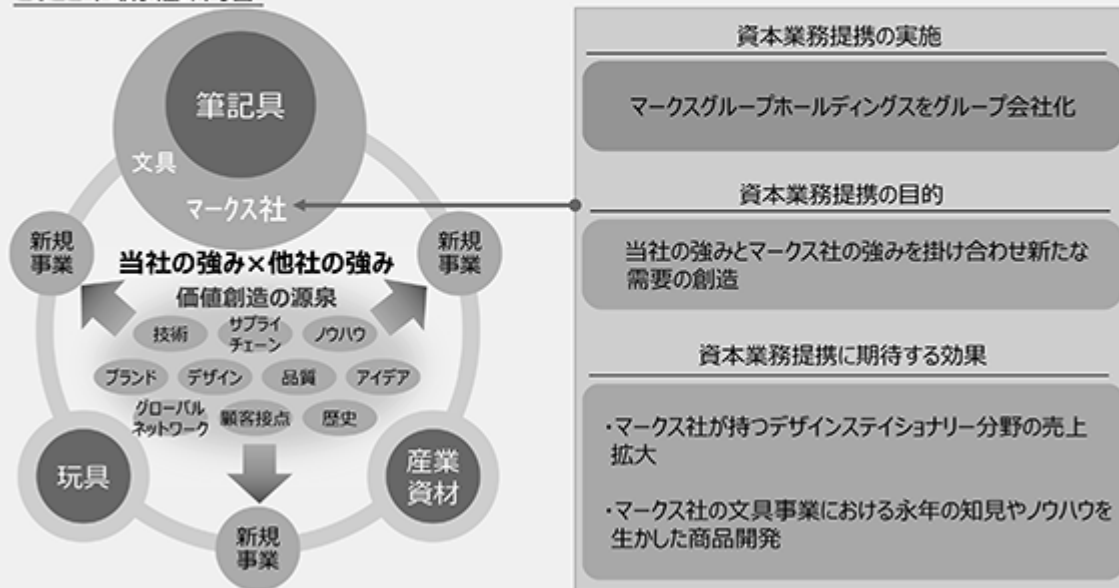 資本業務提携の実施
マークスグループホールディングスをグループ会社化
資本業務提携の目的
当社の強みとマークス社の強みを掛け合わせ新たな
需要の創造
資本業務提携に期待する効果
・マークス社が持つデザインステイショナリー分野の売上
拡大
・マークス社の文具事業における永年の知見やノウハウを
生かした商品開発
筆記具
文具
マークス社
新規
事業
新規
事業
当社の強み×他社の強み
価値創造の源泉
技術
サプライ
チェーン
ノウハウ
ブランド
デザイン
品質
アイデア
グローバル
ネットワーク
顧客接点
歴史
玩具
産業
資材
新規
事業